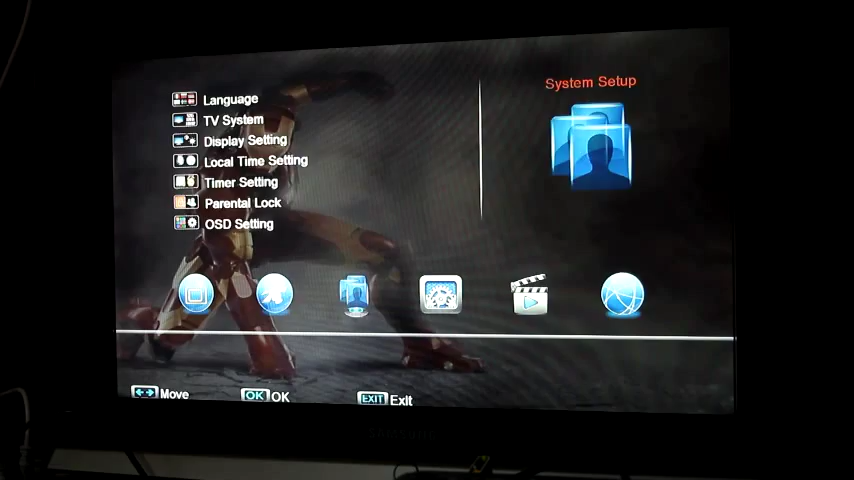 System Setup
Language
TV System
Display Setting
Local Time Setting
Timer Setting
Parental Lock
OSD Setting
Move
OK OK
EXIT Exit
SAMSUNG